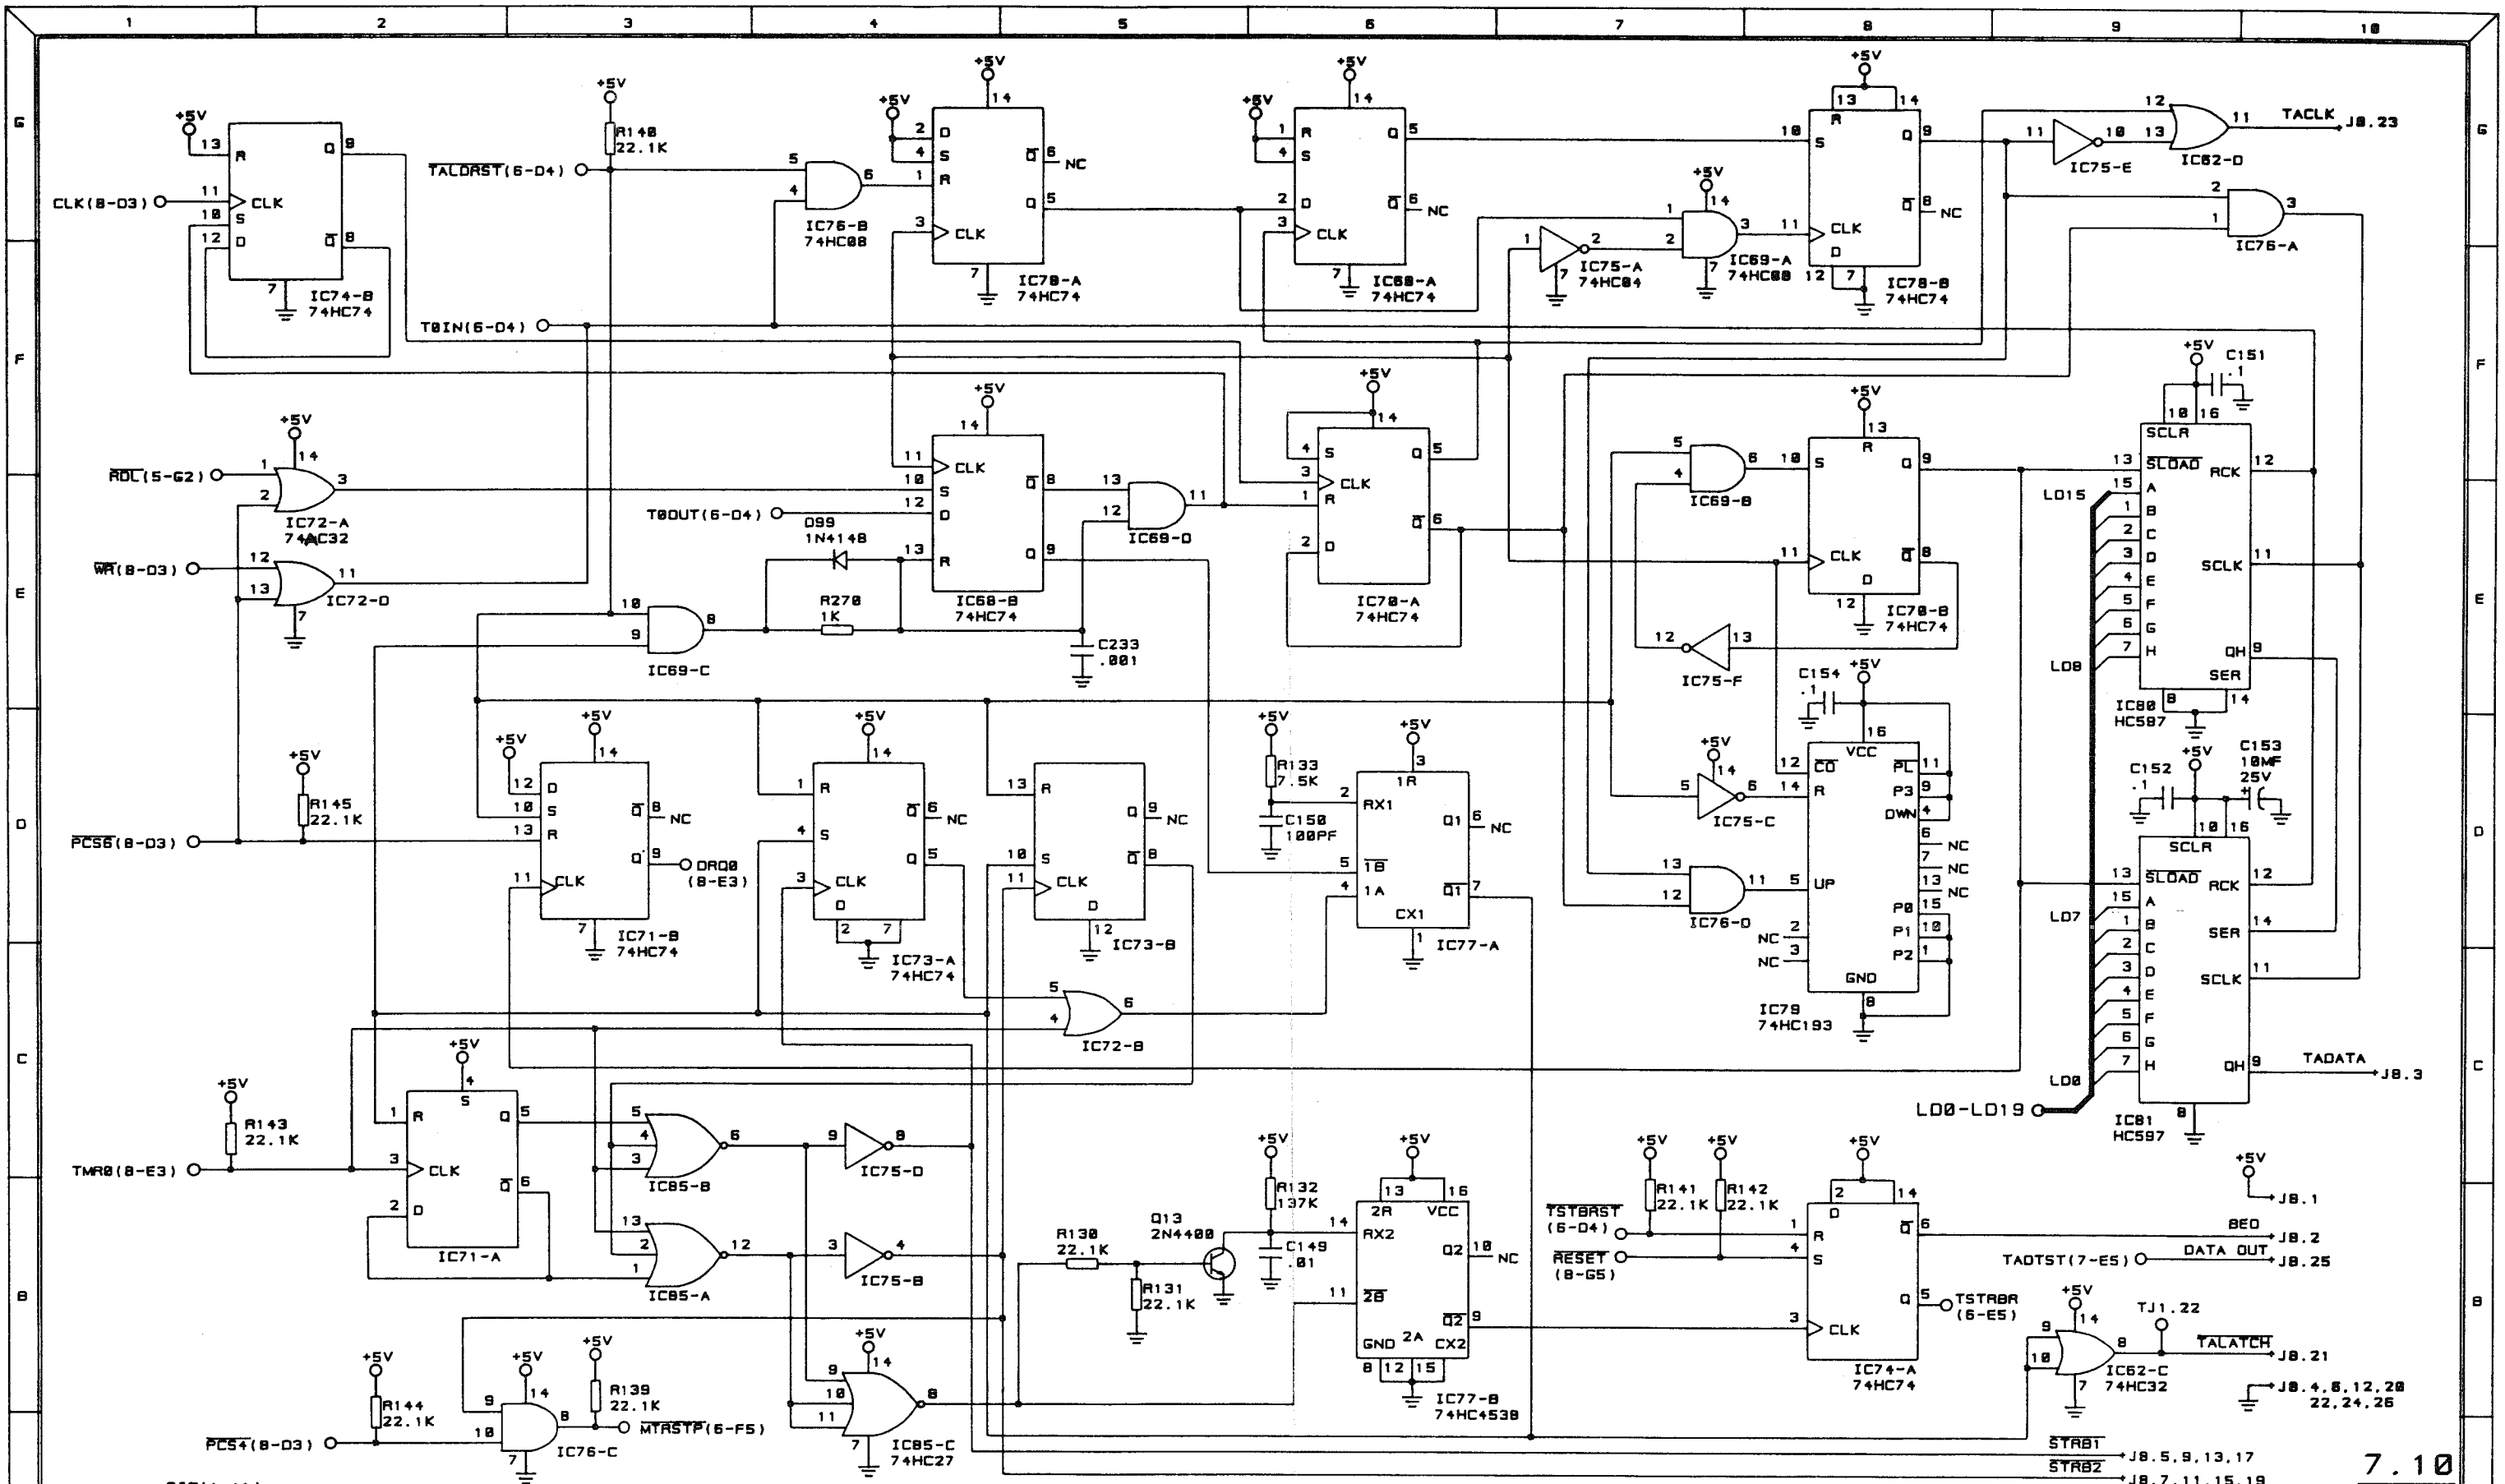 1 2 3 4 5 6 7 8 9 10
G
F
E
D
C
B
G
F
E
D
C
B
+5V
13 R Q 9
CLK(8-D3)
11 CLK
10 S
12 D Q 8
7
IC74-B
74HC74
+5V
R140
22.1K
TALDRST(6-D4)
5
4
6
IC76-B
74HC08
T0IN(6-D4)
+5V
+5V
14
2 D
4 S
1 R
Q 6 NC
Q 5
3 CLK
7
IC78-A
74HC74
+5V
+5V
14
1 R Q 5
4 S
2 D Q 6 NC
3 CLK
7
IC68-A
74HC74
1 2
7
IC75-A
74HC04
+5V
14
1
2
3
7
IC69-A
74HC08
+5V
13 14
R
10 S Q 9
Q 8 NC
11 CLK
D
12 7
IC78-B
74HC74
11 10
IC75-E
12
13
11
IC62-D
TACLK
J8.23
2
1
3
IC76-A
+5V
14
RDL(5-G2)
1
2
3
IC72-A
74AC32
WR(8-D3)
12
13
11
7
IC72-D
+5V
14
11 CLK
10 S Q 8
T0OUT(6-D4)
12 D
13 R Q 9
IC68-B
74HC74
D99
1N4148
R270
1K
10
9
8
IC69-C
C233
.001
13
12
11
IC69-D
+5V
14
4 S Q 5
3 CLK
1 R
Q 6
2 D
IC70-A
74HC74
5
4
6
IC69-B
+5V
13
R
10 S Q 9
11 CLK Q 8
D
12
IC70-B
74HC74
12 13
IC75-F
+5V
C151
.1
10 16
SCLR
13 SLOAD RCK 12
LD15
15 A
1 B
2 C
3 D SCLK 11
4 E
5 F
6 G
7 H QH 9
LD8
SER
8 14
IC80
HC597
PCS6(8-D3)
+5V
R145
22.1K
+5V
+5V
14
12 D
10 S Q 8 NC
13 R
Q 9 DRQ0
(8-E3)
11 CLK
7
IC71-B
74HC74
+5V
14
1 R
Q 6 NC
4 S
Q 5
3 CLK
D
2 7
IC73-A
74HC74
13 R
Q 9 NC
10 S Q 8
11 CLK
D
12
IC73-B
5
4
6
IC72-B
+5V
R133
7.5K
C150
100PF
+5V
3
1R
2 RX1
Q1 6 NC
5 1B
4 1A Q1 7
CX1
1
IC77-A
+5V
14
5 6
IC75-C
13
12
11
IC76-D
C154
.1
+5V
16
VCC
12 CO PL 11
14 R P3 9
DWN 4
6 NC
7 NC
13 NC
5 UP
P0 15
NC 2
P1 10
NC 3
P2 1
GND
8
IC79
74HC193
+5V
C152
.1
C153
10MF
25V
+
10 16
SCLR
13 SLOAD RCK 12
LD7
15 A
1 B SER 14
2 C
3 D SCLK 11
4 E
5 F
6 G
7 H QH 9
LD0
TADATA
J8.3
LD0-LD19
8
IC81
HC597
+5V
R143
22.1K
TMR0(8-E3)
+5V
4
S
1 R Q 5
3 CLK
Q 6
2 D
IC71-A
5
4
3
6
IC85-B
9 8
IC75-D
13
2
1
12
IC85-A
3 4
IC75-B
R130
22.1K
Q13
2N4400
R131
22.1K
+5V
R132
137K
C149
.01
+5V
13 16
2R VCC
14 RX2
Q2 10 NC
11 2B
Q2 9
GND 2A CX2
8 12 15
IC77-B
74HC4538
+5V
R141
22.1K
+5V
R142
22.1K
TSTBRST
(6-D4)
RESET
(8-G5)
+5V
2 14
D
1 R Q 6
4 S
Q 5 TSTRBR
(6-E5)
3 CLK
IC74-A
74HC74
+5V
J8.1
BEO
J8.2
DATA OUT
TADTST(7-E5)
J8.25
+5V
14
TJ1.22
9
10
8
TALATCH
J8.21
7
IC62-C
74HC32
J8.4,6,12,20
22,24,26
PCS4(8-D3)
+5V
R144
22.1K
+5V
14
9
10
8
7
IC76-C
+5V
R139
22.1K
MTRSTP(6-F5)
+5V
14
9
10
11
8
7
IC85-C
74HC27
STRB1
J8.5,9,13,17
STRB2
J8.7,11,15,19
7.10